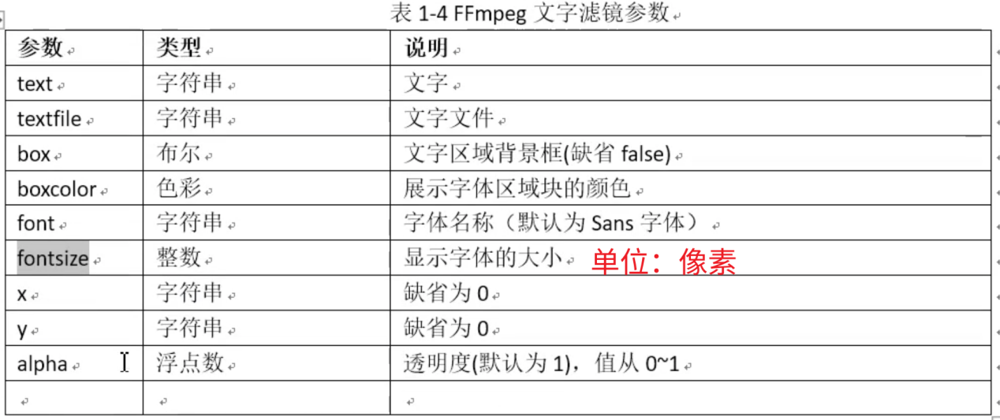 表 1-4 FFmpeg 文字滤镜参数
参数 类型 说明
text 字符串 文字
textfile 字符串 文字文件
box 布尔 文字区域背景框(缺省 false)
boxcolor 色彩 展示字体区域块的颜色
font 字符串 字体名称（默认为 Sans 字体）
fontsize 整数 显示字体的大小 单位：像素
x 字符串 缺省为 0
y 字符串 缺省为 0
alpha 浮点数 透明度(默认为 1)，值从 0~1